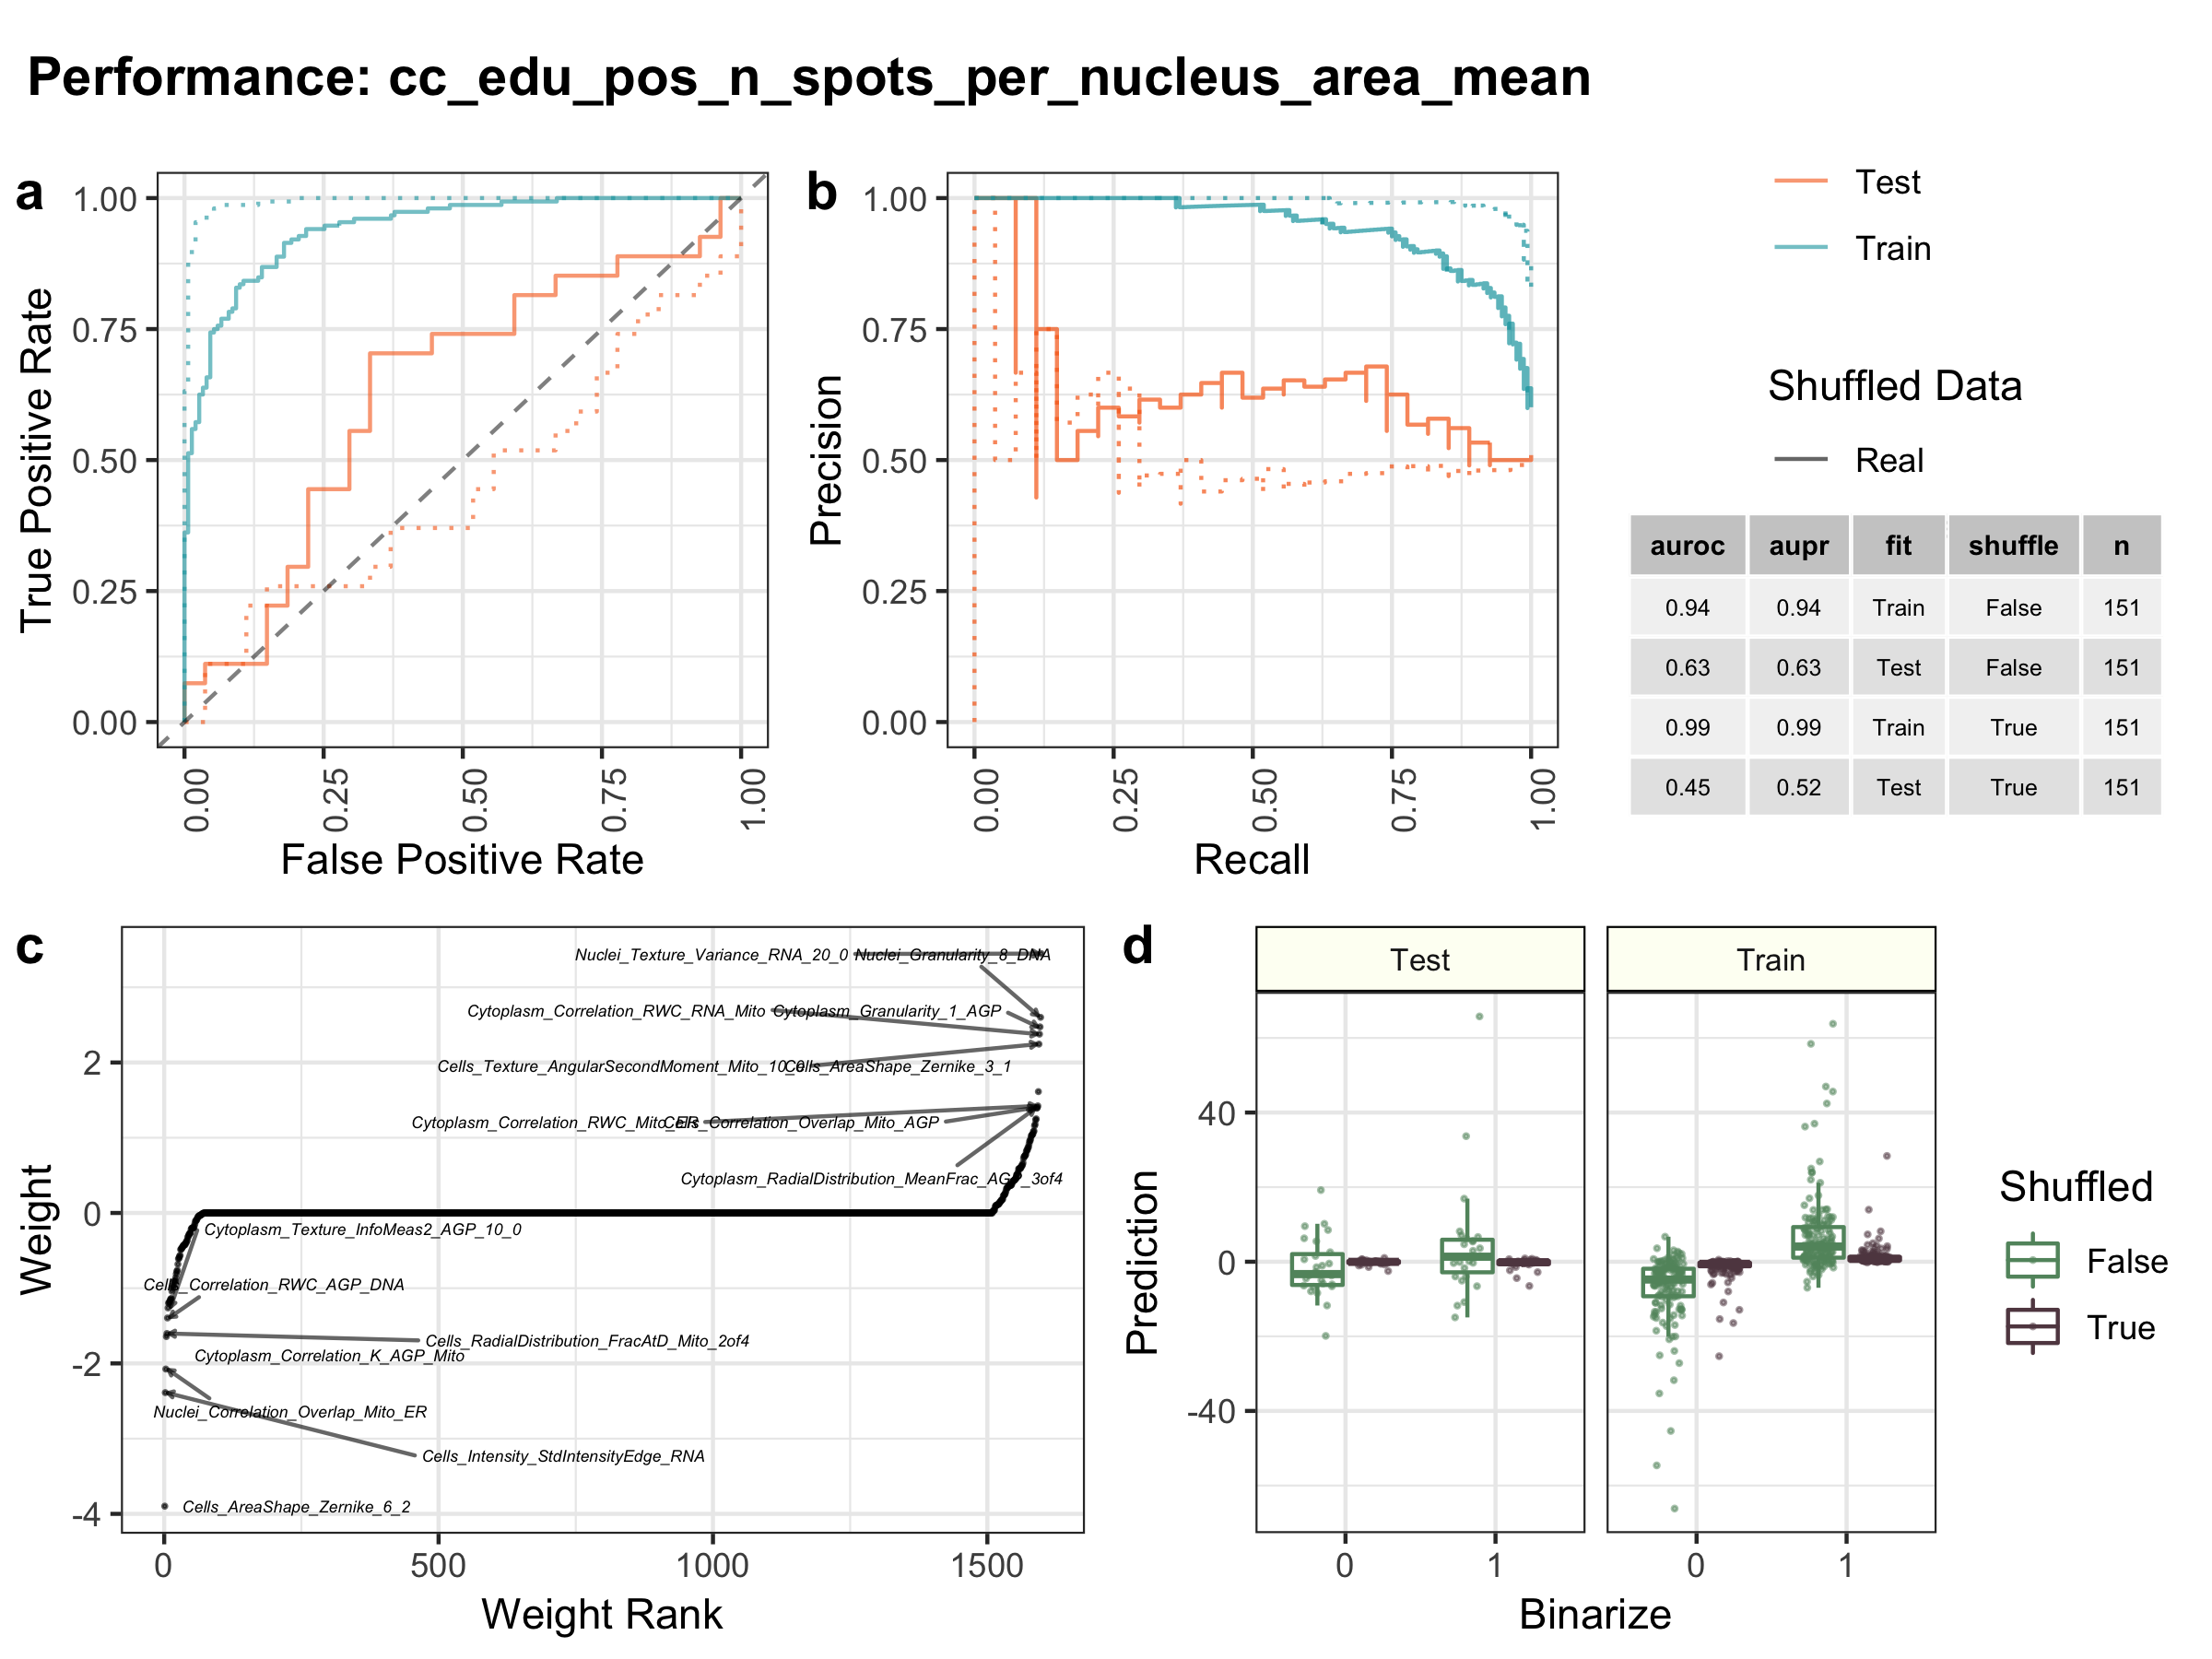 Performance: cc_edu_pos_n_spots_per_nucleus_area_mean
a
1.00
0.75
0.50
0.25
0.00
True Positive Rate
0.00
0.25
0.50
0.75
1.00
False Positive Rate
b
1.00
0.75
0.50
0.25
0.00
Precision
0.00
0.25
0.50
0.75
1.00
Recall
Test
Train
Shuffled Data
Real
auroc aupr fit shuffle n
0.94 0.94 Train False 151
0.63 0.63 Test False 151
0.99 0.99 Train True 151
0.45 0.52 Test True 151
c
2
0
-2
-4
Weight
Nuclei_Texture_Variance_RNA_20_0
Nuclei_Granularity_8_DNA
Cytoplasm_Correlation_RWC_RNA_Mito
Cytoplasm_Granularity_1_AGP
Cells_Texture_AngularSecondMoment_Mito_10_0
Cells_AreaShape_Zernike_3_1
Cytoplasm_Correlation_RWC_Mito_ER
Cells_Correlation_Overlap_Mito_AGP
Cytoplasm_RadialDistribution_MeanFrac_AGP_3of4
Cytoplasm_Texture_InfoMeas2_AGP_10_0
Cells_Correlation_RWC_AGP_DNA
Cells_RadialDistribution_FracAtD_Mito_2of4
Cytoplasm_Correlation_K_AGP_Mito
Nuclei_Correlation_Overlap_Mito_ER
Cells_Intensity_StdIntensityEdge_RNA
Cells_AreaShape_Zernike_6_2
0
500
1000
1500
Weight Rank
d
Test
Train
40
0
-40
Prediction
0
1
0
1
Binarize
Shuffled
False
True